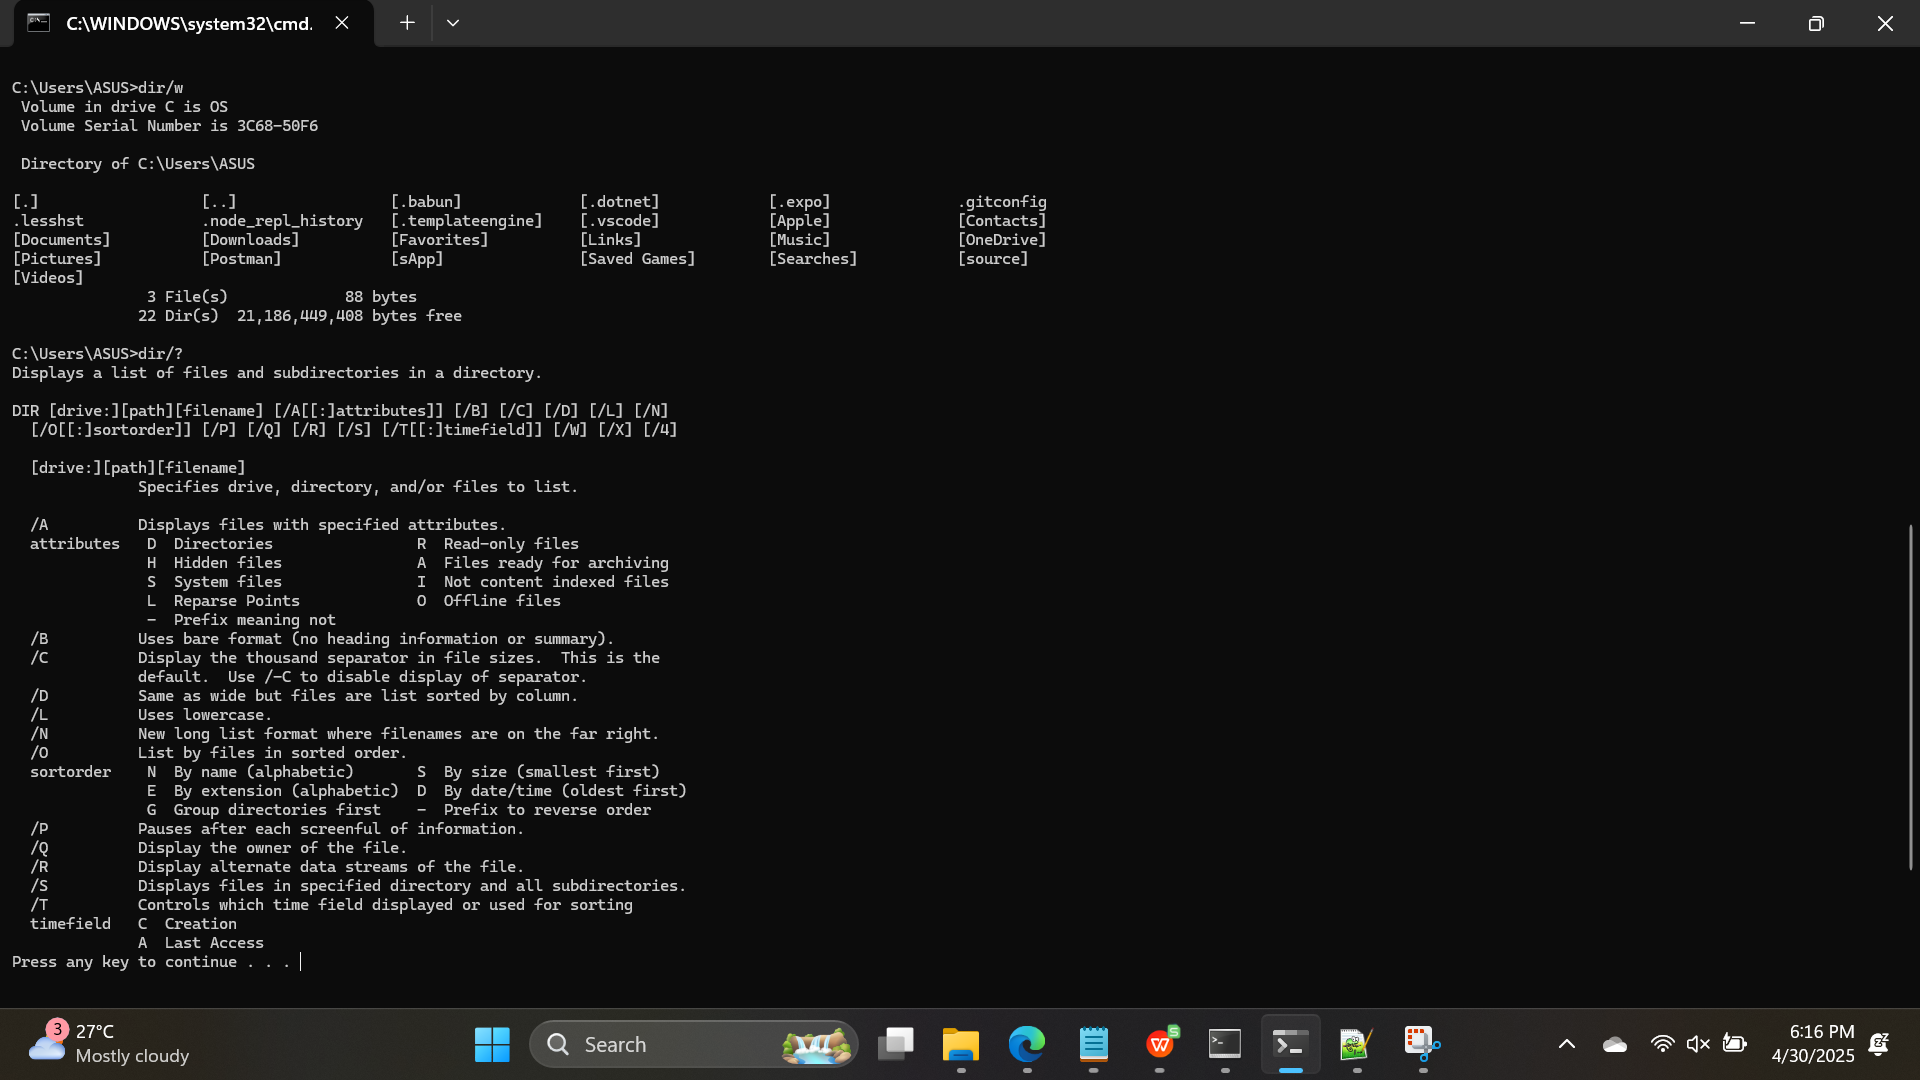 C:\WINDOWS\system32\cmd.
C:\Users\ASUS>dir/w
 Volume in drive C is OS
 Volume Serial Number is 3C68-50F6
 Directory of C:\Users\ASUS
[.]                  [..]                 [.babun]             [.dotnet]            [.expo]              .gitconfig
.lesshst             .node_repl_history   [.templateengine]    [.vscode]            [Apple]              [Contacts]
[Documents]          [Downloads]          [Favorites]          [Links]              [Music]              [OneDrive]
[Pictures]           [Postman]            [sApp]               [Saved Games]        [Searches]           [source]
[Videos]
               3 File(s)             88 bytes
              22 Dir(s)  21,186,449,408 bytes free
C:\Users\ASUS>dir/?
Displays a list of files and subdirectories in a directory.
DIR [drive:][path][filename] [/A[[:]attributes]] [/B] [/C] [/D] [/L] [/N]
  [/O[[:]sortorder]] [/P] [/Q] [/R] [/S] [/T[[:]timefield]] [/W] [/X] [/4]
  [drive:][path][filename]
              Specifies drive, directory, and/or files to list.
  /A          Displays files with specified attributes.
  attributes   D  Directories                R  Read-only files
               H  Hidden files               A  Files ready for archiving
               S  System files               I  Not content indexed files
               L  Reparse Points             O  Offline files
               -  Prefix meaning not
  /B          Uses bare format (no heading information or summary).
  /C          Display the thousand separator in file sizes.  This is the
              default.  Use /-C to disable display of separator.
  /D          Same as wide but files are list sorted by column.
  /L          Uses lowercase.
  /N          New long list format where filenames are on the far right.
  /O          List by files in sorted order.
  sortorder    N  By name (alphabetic)       S  By size (smallest first)
               E  By extension (alphabetic)  D  By date/time (oldest first)
               G  Group directories first    -  Prefix to reverse order
  /P          Pauses after each screenful of information.
  /Q          Display the owner of the file.
  /R          Display alternate data streams of the file.
  /S          Displays files in specified directory and all subdirectories.
  /T          Controls which time field displayed or used for sorting
  timefield   C  Creation
              A  Last Access
Press any key to continue . . .
3
27°C
Mostly cloudy
Search
6:16 PM
4/30/2025